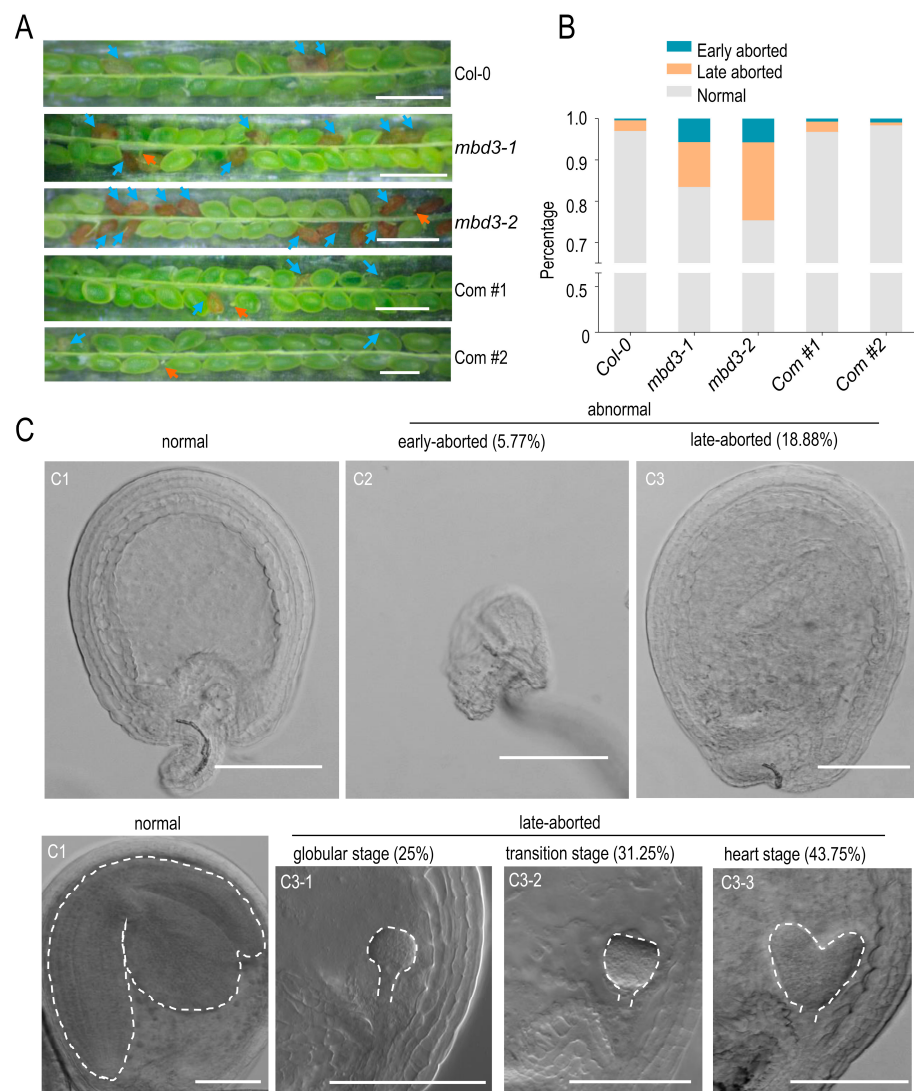 A
Col-0
mbd3-1
mbd3-2
Com #1
Com #2
B
Early aborted
Late aborted
Normal
Percentage
1.0
0.9
0.8
0.7
0.5
0
Col-0
mbd3-1
mbd3-2
Com #1
Com #2
C
abnormal
normal
early-aborted (5.77%)
late-aborted (18.88%)
C1
C2
C3
normal
late-aborted
globular stage (25%)
transition stage (31.25%)
heart stage (43.75%)
C1
C3-1
C3-2
C3-3